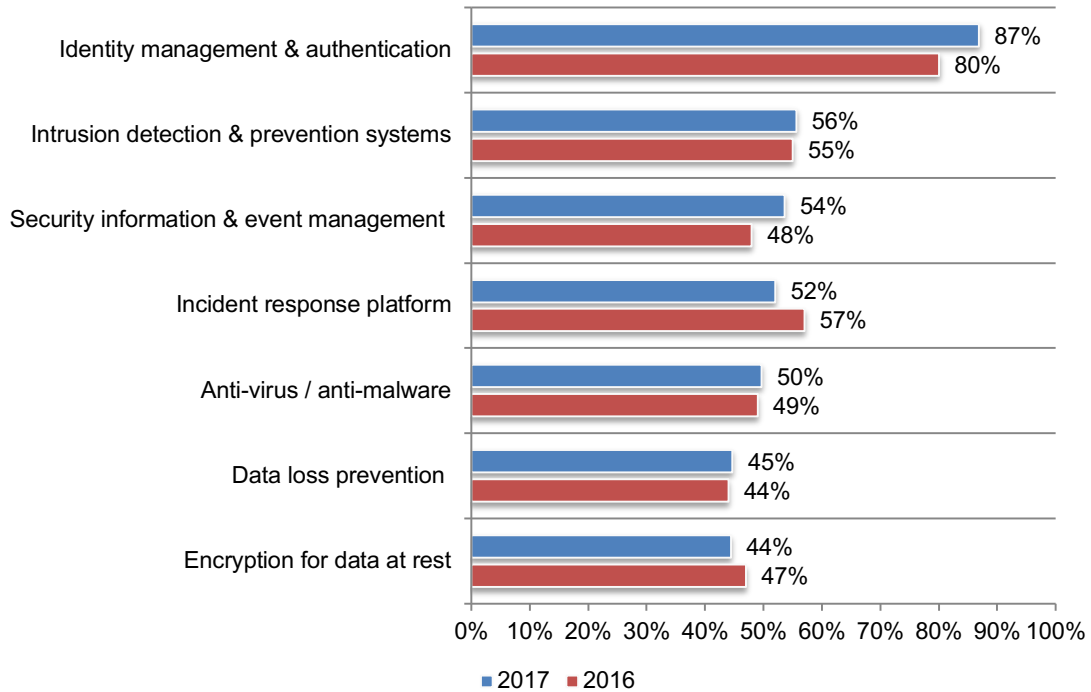 Identity management & authentication
87%
80%
Intrusion detection & prevention systems
56%
55%
Security information & event management
54%
48%
Incident response platform
52%
57%
Anti-virus / anti-malware
50%
49%
Data loss prevention
45%
44%
Encryption for data at rest
44%
47%
0% 10% 20% 30% 40% 50% 60% 70% 80% 90% 100%
2017 2016